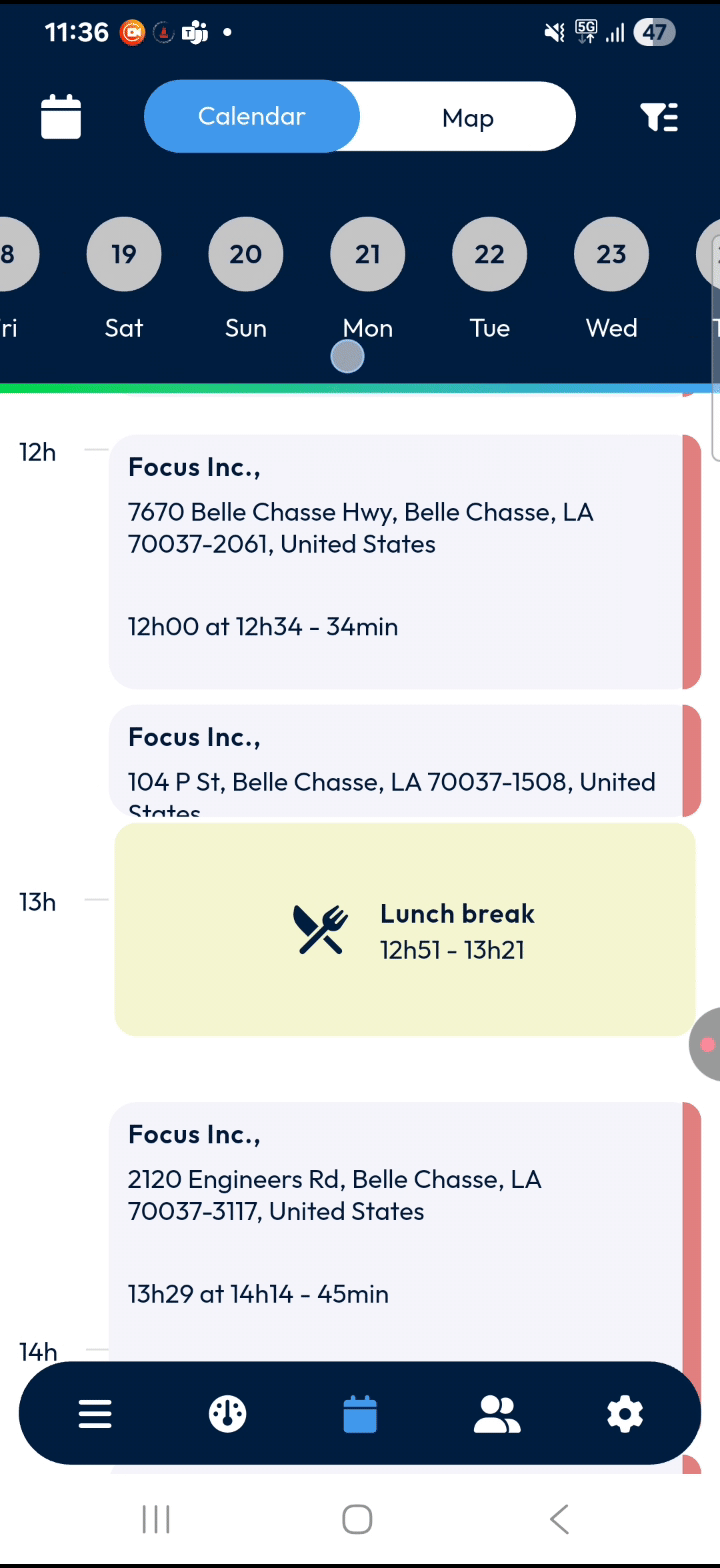 11:36
5G
47
Calendar
Map
8
19
20
21
22
23
ri
Sat
Sun
Mon
Tue
Wed
12h
Focus Inc.,
7670 Belle Chasse Hwy, Belle Chasse, LA
70037-2061, United States
12h00 at 12h34 - 34min
Focus Inc.,
104 P St, Belle Chasse, LA 70037-1508, United
States
13h
Lunch break
12h51 - 13h21
Focus Inc.,
2120 Engineers Rd, Belle Chasse, LA
70037-3117, United States
13h29 at 14h14 - 45min
14h